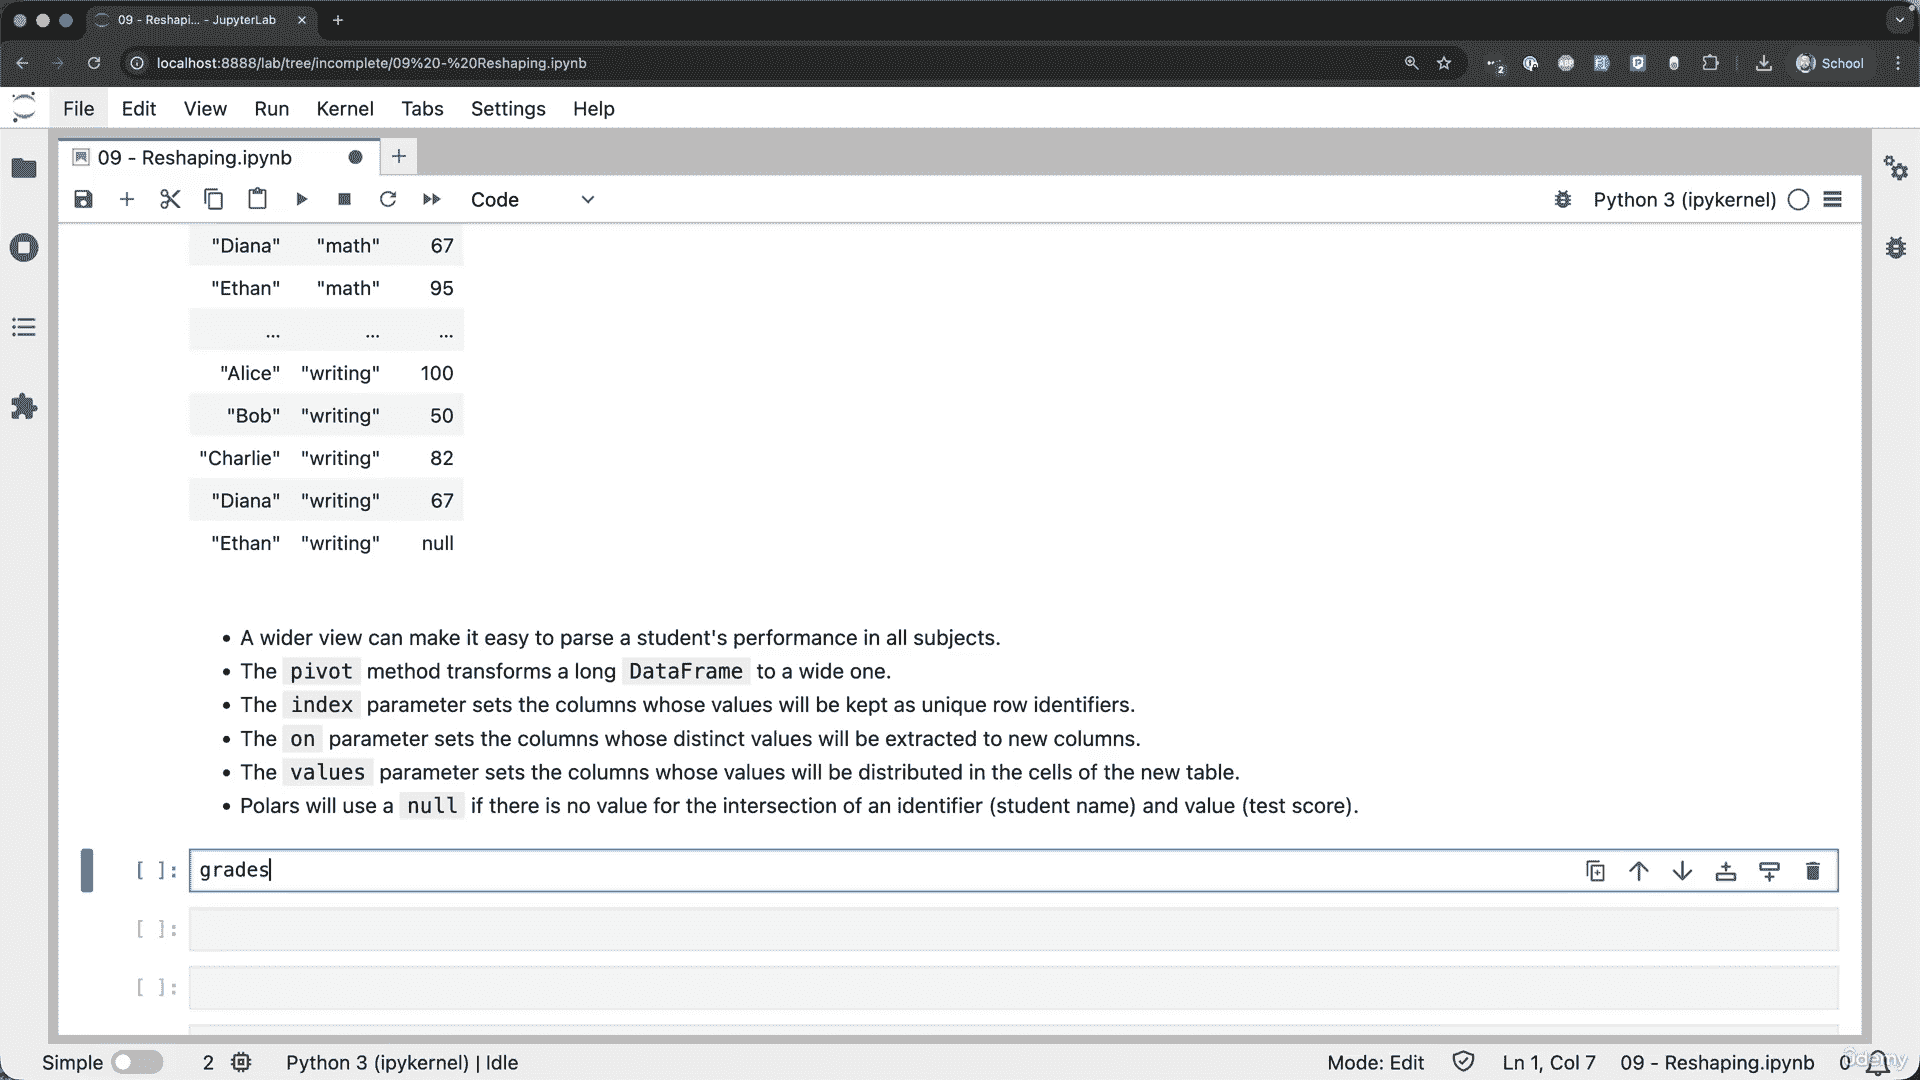 09 - Reshapi... - JupyterLab
localhost:8888/lab/tree/incomplete/09%20-%20Reshaping.ipynb
2
ABP
School
File Edit View Run Kernel Tabs Settings Help
09 - Reshaping.ipynb
Code
Python 3 (ipykernel)
"Diana" "math" 67
"Ethan" "math" 95
... ... ...
"Alice" "writing" 100
"Bob" "writing" 50
"Charlie" "writing" 82
"Diana" "writing" 67
"Ethan" "writing" null
• A wider view can make it easy to parse a student's performance in all subjects.
• The pivot method transforms a long DataFrame to a wide one.
• The index parameter sets the columns whose values will be kept as unique row identifiers.
• The on parameter sets the columns whose distinct values will be extracted to new columns.
• The values parameter sets the columns whose values will be distributed in the cells of the new table.
• Polars will use a null if there is no value for the intersection of an identifier (student name) and value (test score).
[ ]: grades
[ ]:
[ ]:
Simple 2 Python 3 (ipykernel) | Idle Mode: Edit Ln 1, Col 7 09 - Reshaping.ipynb 0
udemy